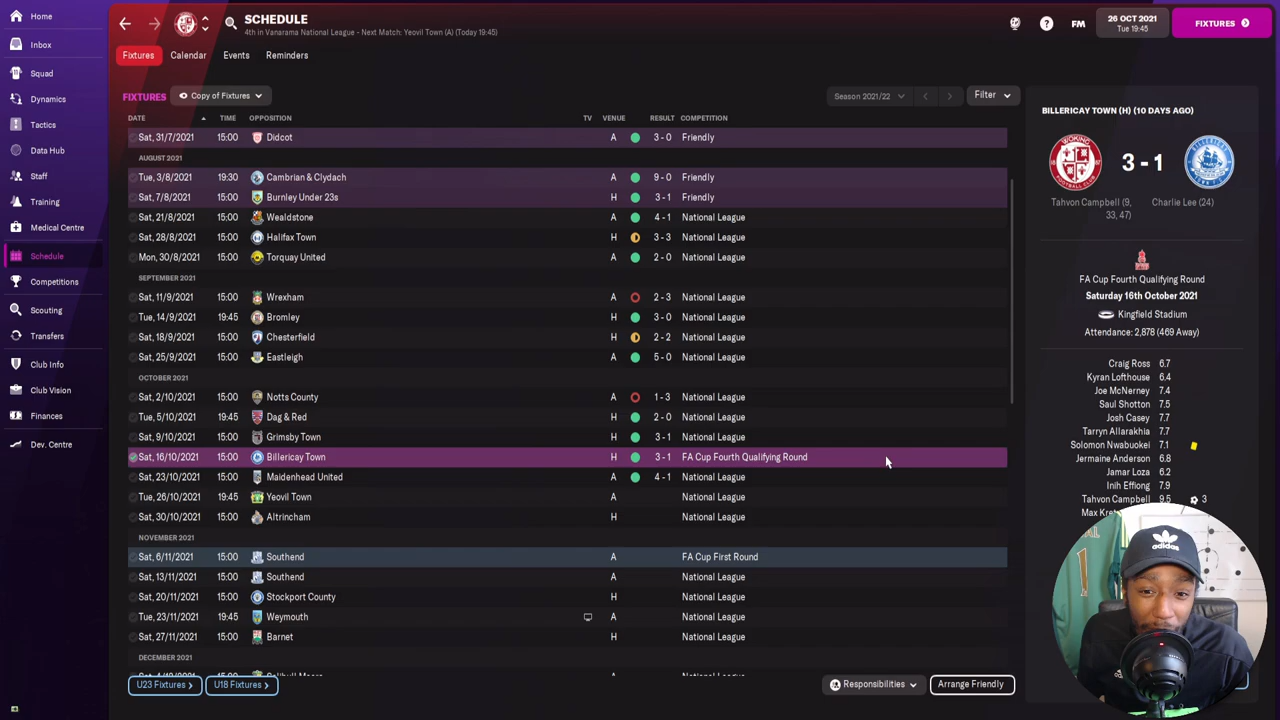 Home
Inbox
Squad
Dynamics
Tactics
Data Hub
Staff
Training
Medical Centre
Schedule
Competitions
Scouting
Transfers
Club Info
Club Vision
Finances
Dev. Centre
SCHEDULE
4th in Vanarama National League - Next Match: Yeovil Town (A) (Today 19:45)
FM
26 OCT 2021
Tue 19:45
FIXTURES
Fixtures Calendar Events Reminders
FIXTURES Copy of Fixtures Season 2021/22 Filter
DATE TIME OPPOSITION TV VENUE RESULT COMPETITION
Sat, 31/7/2021 15:00 Didcot A 3 - 0 Friendly
AUGUST 2021
Tue, 3/8/2021 19:30 Cambrian & Clydach A 9 - 0 Friendly
Sat, 7/8/2021 15:00 Burnley Under 23s H 3 - 1 Friendly
Sat, 21/8/2021 15:00 Wealdstone A 4 - 1 National League
Sat, 28/8/2021 15:00 Halifax Town H 3 - 3 National League
Mon, 30/8/2021 15:00 Torquay United A 2 - 0 National League
SEPTEMBER 2021
Sat, 11/9/2021 15:00 Wrexham A 2 - 3 National League
Tue, 14/9/2021 19:45 Bromley H 3 - 0 National League
Sat, 18/9/2021 15:00 Chesterfield H 2 - 2 National League
Sat, 25/9/2021 15:00 Eastleigh A 5 - 0 National League
OCTOBER 2021
Sat, 2/10/2021 15:00 Notts County A 1 - 3 National League
Tue, 5/10/2021 19:45 Dag & Red H 2 - 0 National League
Sat, 9/10/2021 15:00 Grimsby Town H 3 - 1 National League
Sat, 16/10/2021 15:00 Billericay Town H 3 - 1 FA Cup Fourth Qualifying Round
Sat, 23/10/2021 15:00 Maidenhead United A 4 - 1 National League
Tue, 26/10/2021 19:45 Yeovil Town A National League
Sat, 30/10/2021 15:00 Altrincham H National League
NOVEMBER 2021
Sat, 6/11/2021 15:00 Southend A FA Cup First Round
Sat, 13/11/2021 15:00 Southend A National League
Sat, 20/11/2021 15:00 Stockport County H National League
Tue, 23/11/2021 19:45 Weymouth A National League
Sat, 27/11/2021 15:00 Barnet H National League
DECEMBER 2021
U23 Fixtures U18 Fixtures Responsibilities Arrange Friendly
BILLERICAY TOWN (H) (10 DAYS AGO)
3 - 1
Tahvon Campbell (9, Charlie Lee (24)
33, 47)
FA Cup Fourth Qualifying Round
Saturday 16th October 2021
Kingfield Stadium
Attendance: 2,878 (469 Away)
Craig Ross 6.7
Kyran Lofthouse 6.4
Joe McNerney 7.4
Saul Shotton 7.5
Josh Casey 7.7
Tarryn Allarakhia 7.7
Solomon Nwabuokei 7.1
Jermaine Anderson 6.8
Jamar Loza 6.2
Inih Effiong 7.9
Tahvon Campbell 9.5 3
adidas